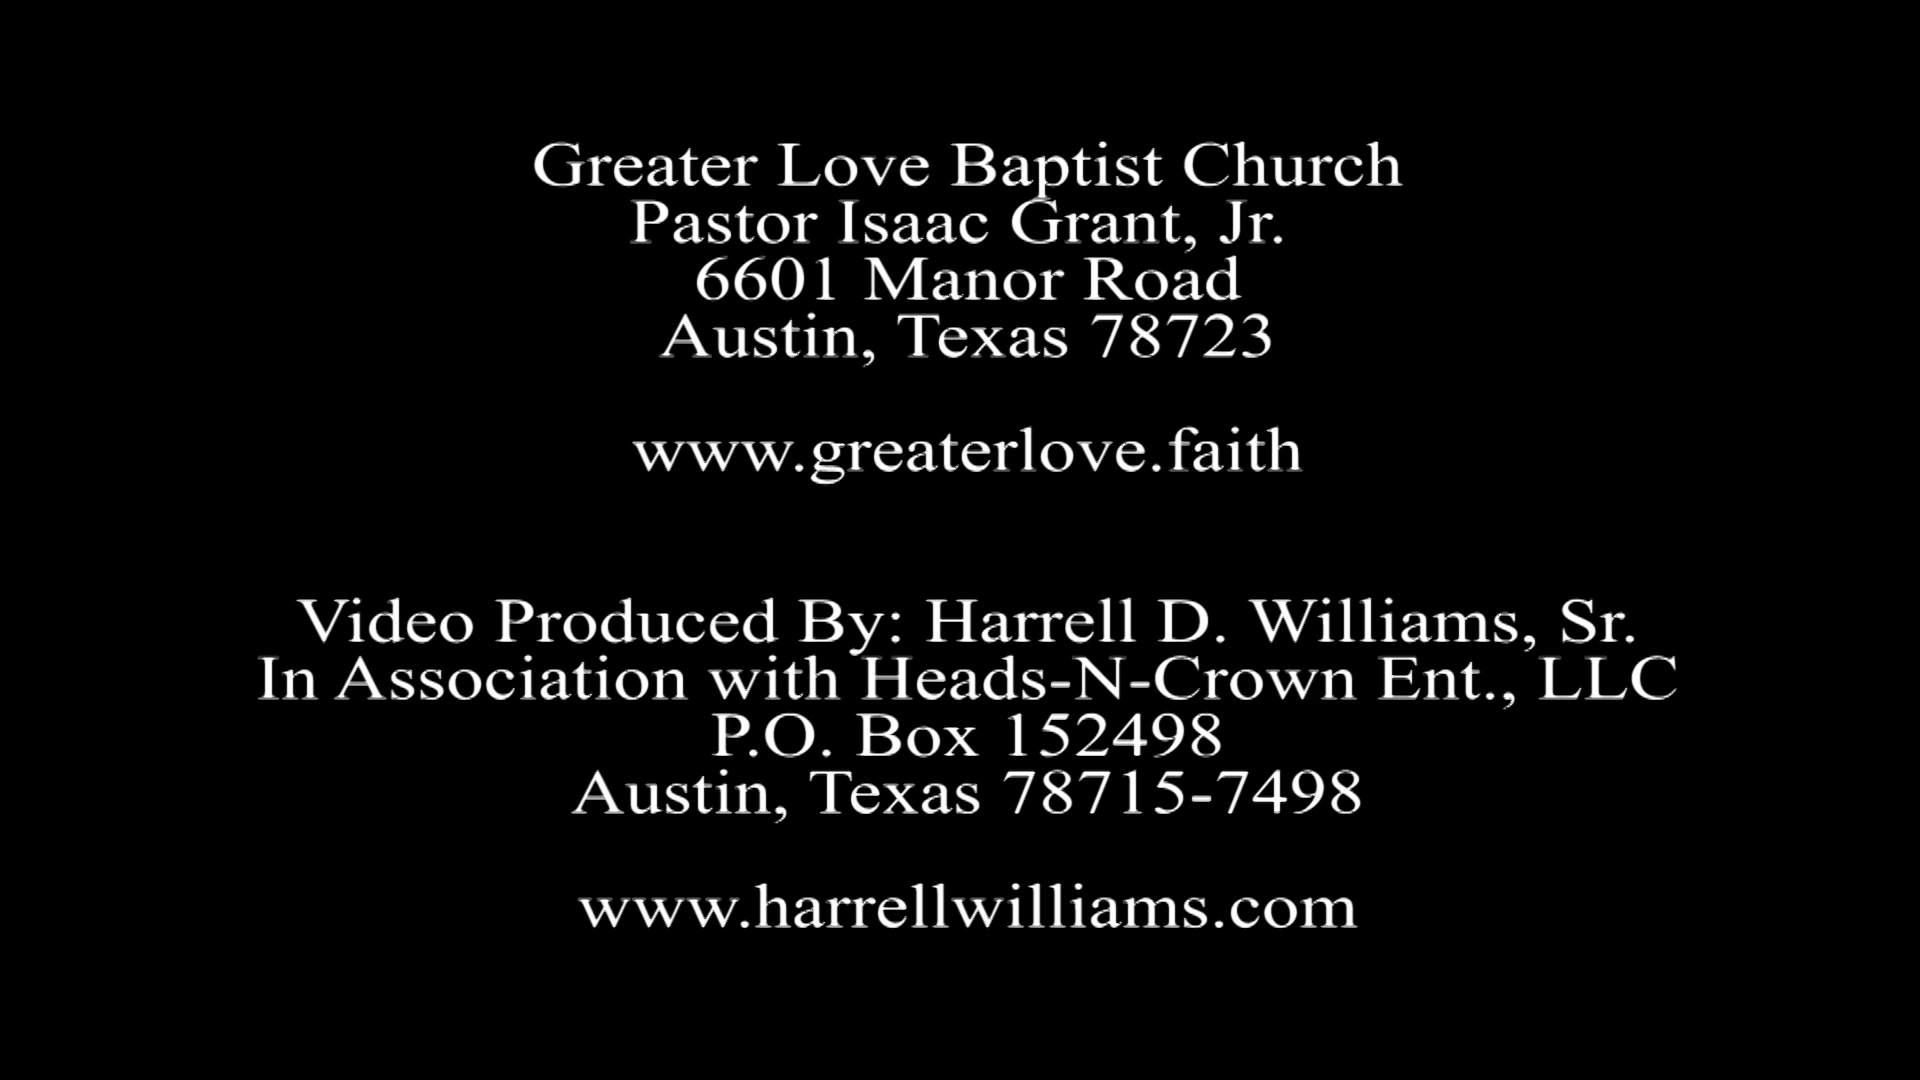 Greater Love Baptist Church
Pastor Isaac Grant, Jr.
6601 Manor Road
Austin, Texas 78723
www.greaterlove.faith
Video Produced By: Harrell D. Williams, Sr.
In Association with Heads-N-Crown Ent., LLC
P.O. Box 152498
Austin, Texas 78715-7498
www.harrellwilliams.com